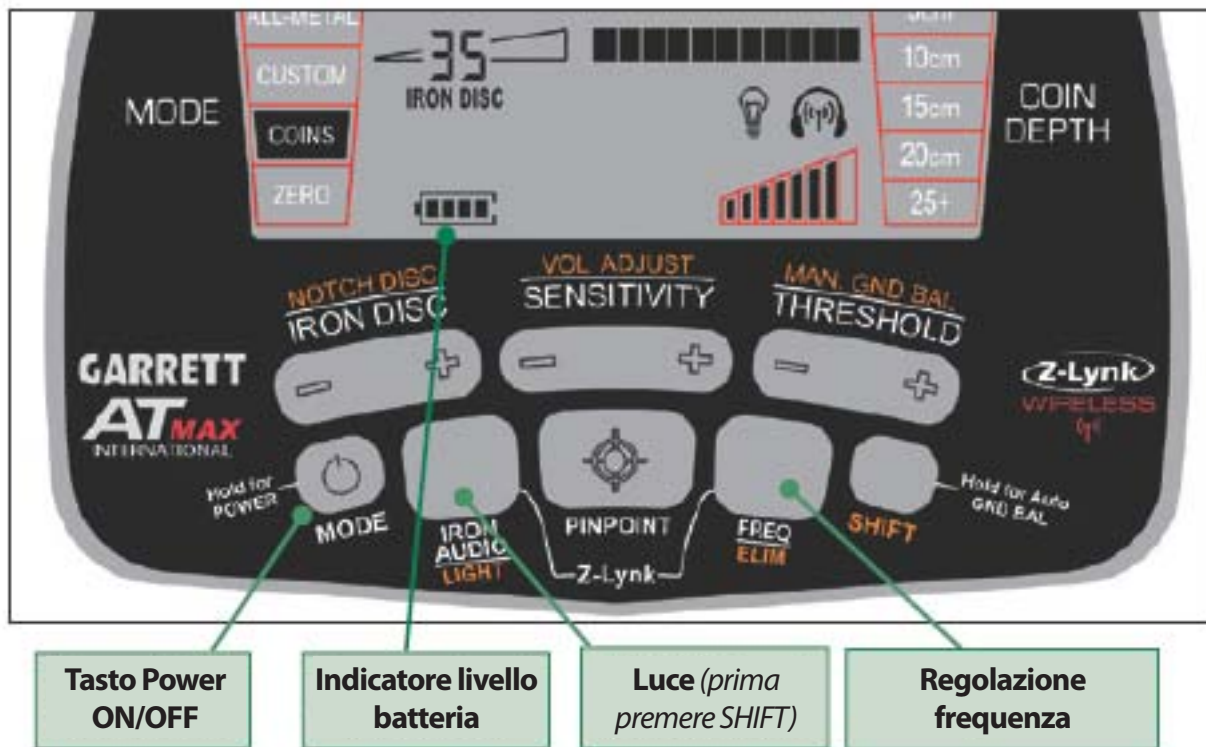 ALL-METAL
CUSTOM
COINS
ZERO
MODE
35
IRON DISC
10cm
15cm
20cm
25+
COIN
DEPTH
NOTCH DISC
IRON DISC
VOL. ADJUST
SENSITIVITY
MAN. GND BAL
THRESHOLD
GARRETT
AT MAX
INTERNATIONAL
Z-Lynk
WIRELESS
Hold for
POWER
MODE
IRON
AUDIO
LIGHT
PINPOINT
Z-Lynk
FREQ
ELIM
SHIFT
Hold for Auto
GND BAL
Tasto Power
ON/OFF
Indicatore livello
batteria
Luce (prima
premere SHIFT)
Regolazione
frequenza